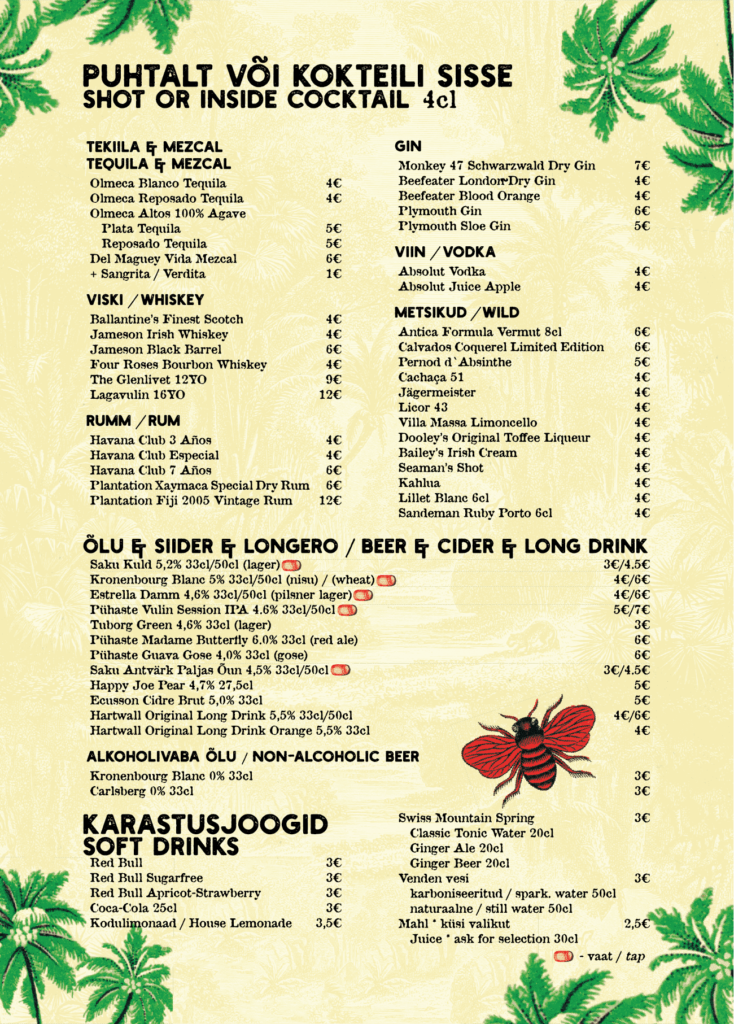 PUHTALT VÕI KOKTEILI SISSE
SHOT OR INSIDE COCKTAIL 4cl
TEKIILA & MEZCAL
TEQUILA & MEZCAL
Olmeca Blanco Tequila 4€
Olmeca Reposado Tequila 4€
Olmeca Altos 100% Agave
Plata Tequila 5€
Reposado Tequila 5€
Del Maguey Vida Mezcal 6€
+ Sangrita / Verdita 1€
VISKI / WHISKEY
Ballantine's Finest Scotch 4€
Jameson Irish Whiskey 4€
Jameson Black Barrel 6€
Four Roses Bourbon Whiskey 4€
The Glenlivet 12YO 9€
Lagavulin 16YO 12€
RUMM / RUM
Havana Club 3 Años 4€
Havana Club Especial 4€
Havana Club 7 Años 6€
Plantation Xaymaca Special Dry Rum 6€
Plantation Fiji 2005 Vintage Rum 12€
GIN
Monkey 47 Schwarzwald Dry Gin 7€
Beefeater London Dry Gin 4€
Beefeater Blood Orange 4€
Plymouth Gin 6€
Plymouth Sloe Gin 5€
VIIN / VODKA
Absolut Vodka 4€
Absolut Juice Apple 4€
METSIKUD / WILD
Antica Formula Vermut 8cl 6€
Calvados Coquerel Limited Edition 6€
Pernod d`Absinthe 5€
Cachaça 51 4€
Jägermeister 4€
Licor 43 4€
Villa Massa Limoncello 4€
Dooley's Original Toffee Liqueur 4€
Bailey's Irish Cream 4€
Seaman's Shot 4€
Kahlua 4€
Lillet Blanc 6cl 4€
Sandeman Ruby Porto 6cl 4€
ÕLU & SIIDER & LONGERO / BEER & CIDER & LONG DRINK
Saku Kuld 5,2% 33cl/50cl (lager) 3€/4.5€
Kronenbourg Blanc 5% 33cl/50cl (nisu) / (wheat) 4€/6€
Estrella Damm 4,6% 33cl/50cl (pilsner lager) 4€/6€
Pühaste Vulin Session IPA 4.6% 33cl/50cl 5€/7€
Tuborg Green 4,6% 33cl (lager) 3€
Pühaste Madame Butterfly 6,0% 33cl (red ale) 6€
Pühaste Guava Gose 4,0% 33cl (gose) 6€
Saku Antvärk Paljas Õun 4,5% 33cl/50cl 3€/4.5€
Happy Joe Pear 4,7% 27,5cl 5€
Ecusson Cidre Brut 5,0% 33cl 5€
Hartwall Original Long Drink 5,5% 33cl/50cl 4€/6€
Hartwall Original Long Drink Orange 5,5% 33cl 4€
ALKOHOLIVABA ÕLU / NON-ALCOHOLIC BEER
Kronenbourg Blanc 0% 33cl 3€
Carlsberg 0% 33cl 3€
KARASTUSJOOGID
SOFT DRINKS
Red Bull 3€
Red Bull Sugarfree 3€
Red Bull Apricot-Strawberry 3€
Coca-Cola 25cl 3€
Kodulimonaad / House Lemonade 3,5€
Swiss Mountain Spring 3€
Classic Tonic Water 20cl
Ginger Ale 20cl
Ginger Beer 20cl
Venden vesi 3€
karboniseeritud / spark. water 50cl
naturaalne / still water 50cl
Mahl * küsi valikut 2,5€
Juice * ask for selection 30cl
- vaat / tap